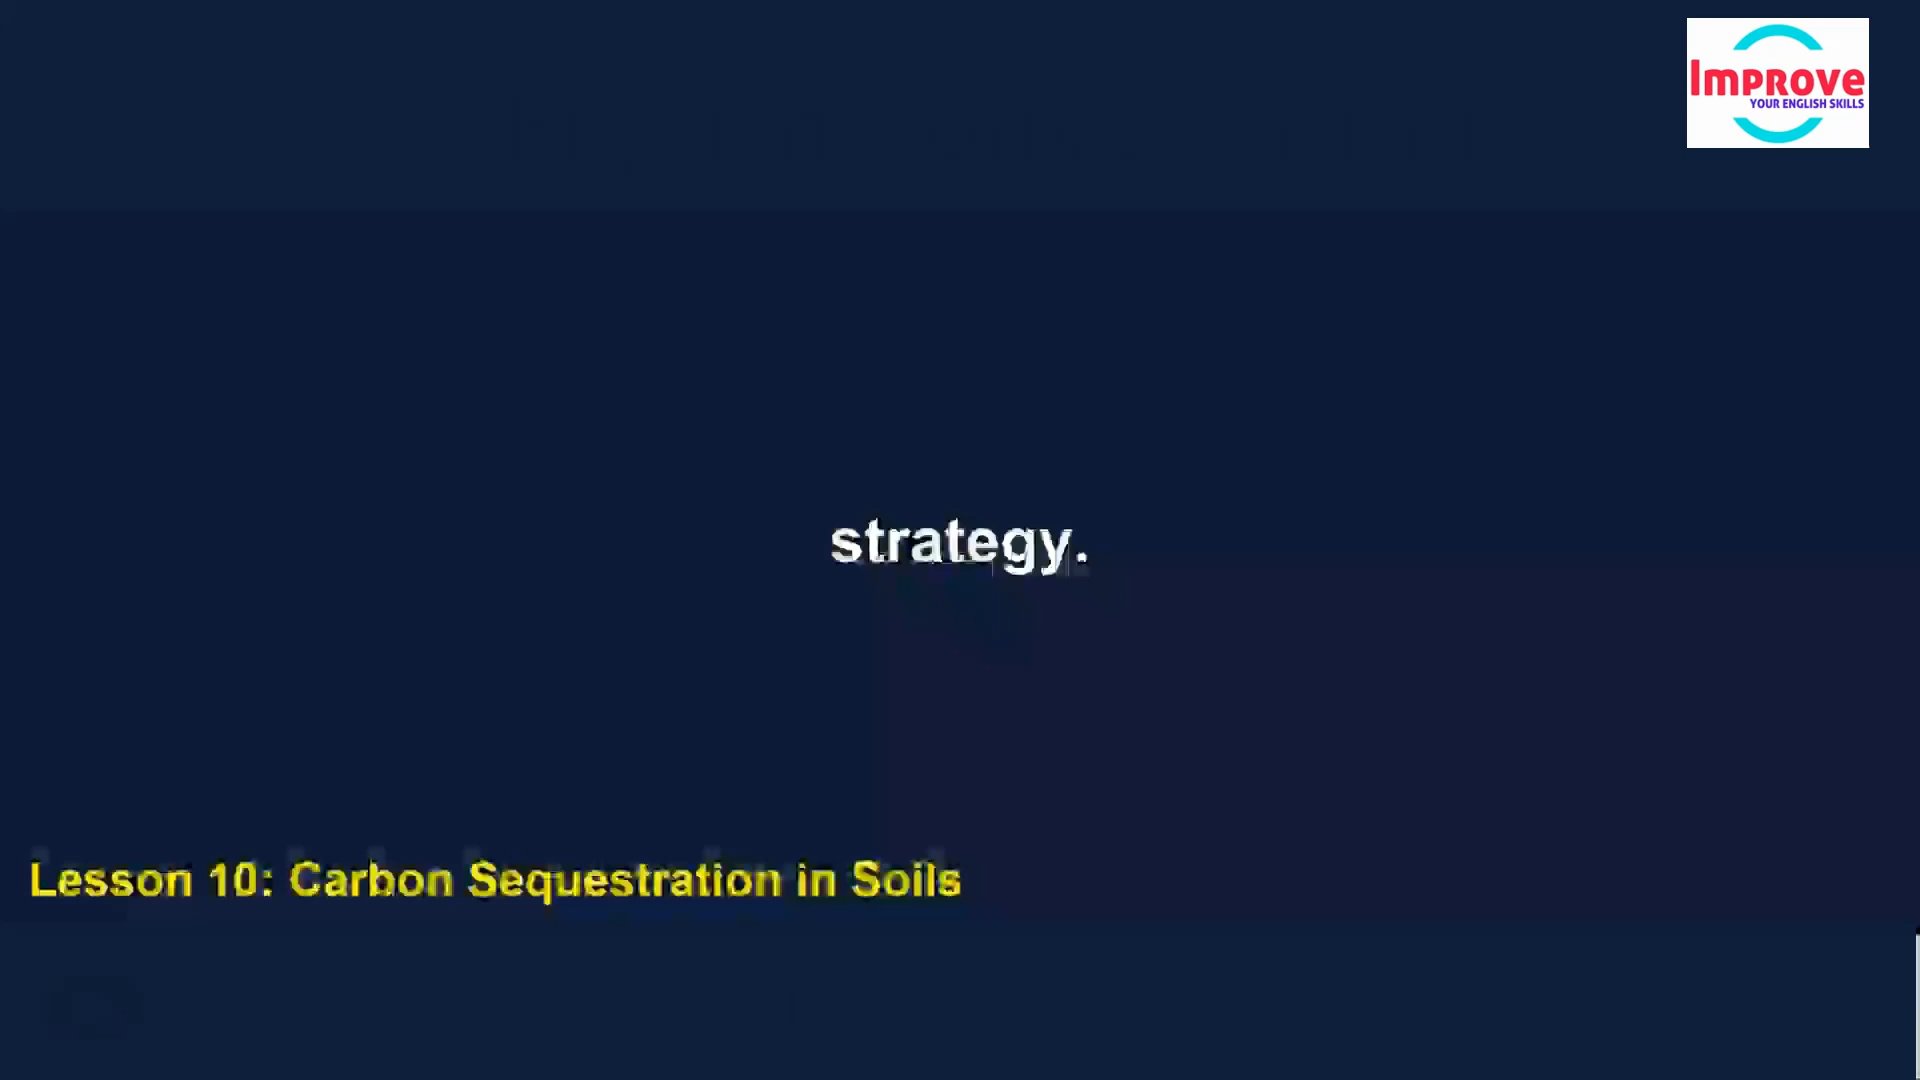 Improve
YOUR ENGLISH SKILLS
strategy.
Lesson 10: Carbon Sequestration in Soils